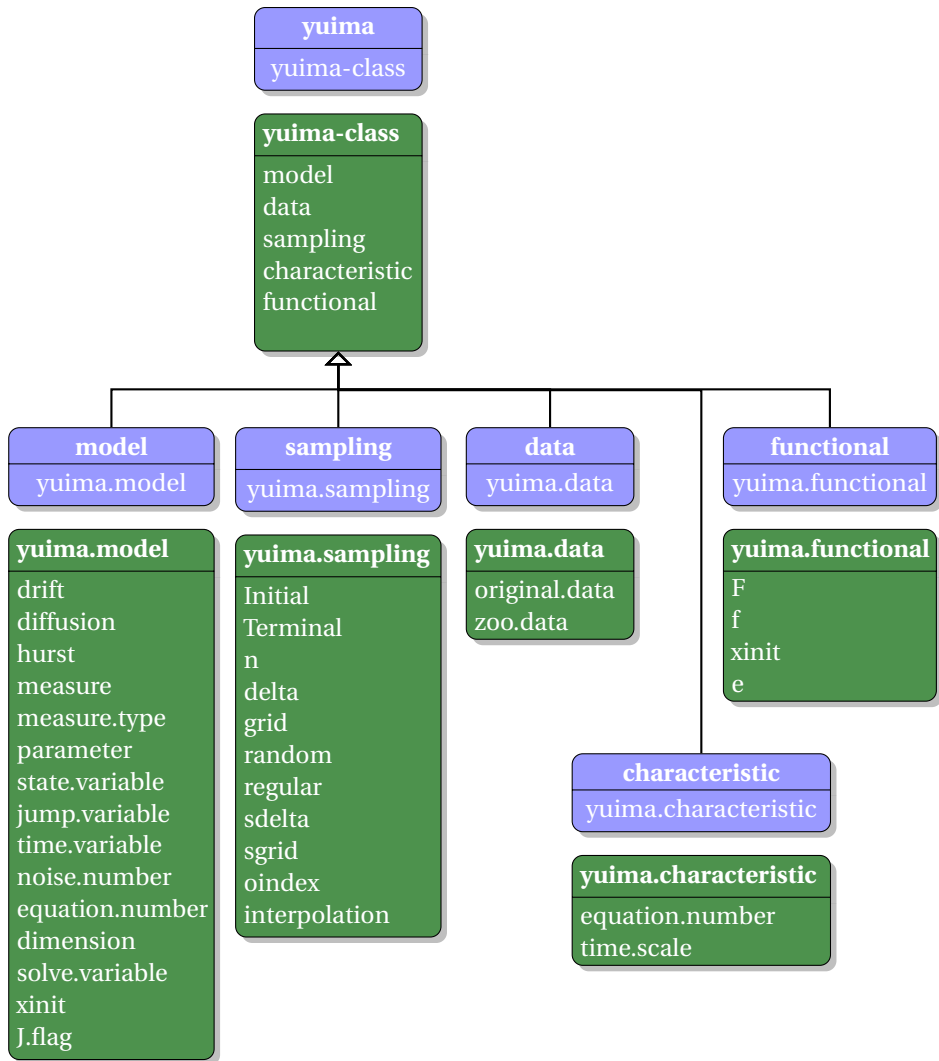 yuima
yuima-class
yuima-class
model
data
sampling
characteristic
functional
model
yuima.model
yuima.model
drift
diffusion
hurst
measure
measure.type
parameter
state.variable
jump.variable
time.variable
noise.number
equation.number
dimension
solve.variable
xinit
J.flag
sampling
yuima.sampling
yuima.sampling
Initial
Terminal
n
delta
grid
random
regular
sdelta
sgrid
oindex
interpolation
data
yuima.data
yuima.data
original.data
zoo.data
functional
yuima.functional
yuima.functional
F
f
xinit
e
characteristic
yuima.characteristic
yuima.characteristic
equation.number
time.scale